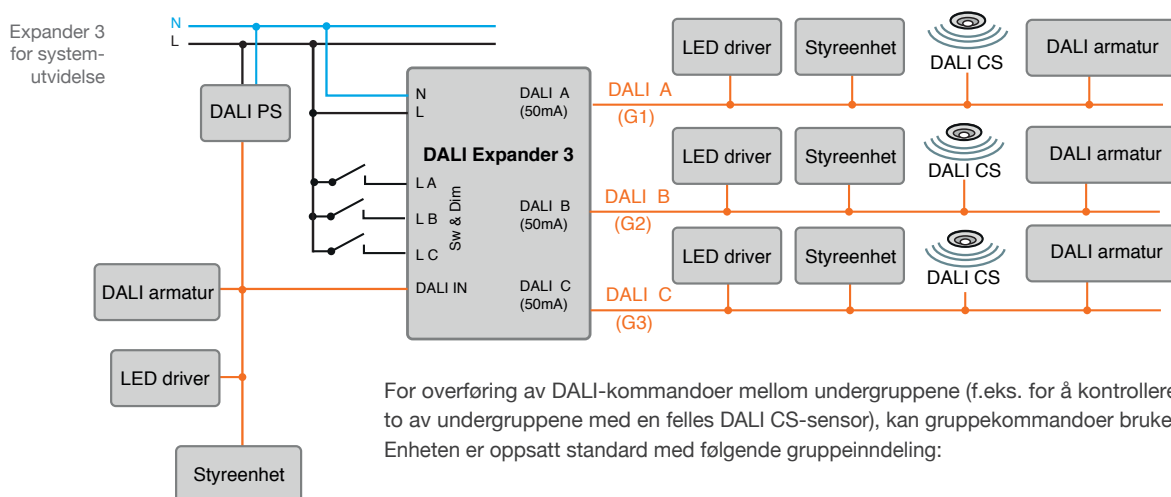 Expander 3
for system-
utvidelse
N
L
DALI PS
DALI armatur
LED driver
Styreenhet
N
L
DALI Expander 3
L A
L B
L C
Sw & Dim
DALI IN
DALI A
(50mA)
DALI B
(50mA)
DALI C
(50mA)
DALI A
(G1)
LED driver
Styreenhet
DALI CS
DALI armatur
DALI B
(G2)
LED driver
Styreenhet
DALI CS
DALI armatur
DALI C
(G3)
LED driver
Styreenhet
DALI CS
DALI armatur
For overføring av DALI-kommandoer mellom undergruppene (f.eks. for å kontrollere
to av undergruppene med en felles DALI CS-sensor), kan gruppekommandoer bruke
Enheten er oppsatt standard med følgende gruppeinndeling: